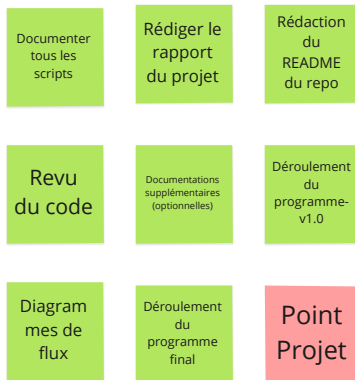 Documenter
tous les
scripts
Rédiger le
rapport
du projet
Rédaction
du
README
du repo
Revu
du code
Documentations
supplémentaires
(optionnelles)
Déroulement
du
programme-
v1.0
Diagram
mes de
flux
Déroulement
du
programme
final
Point
Projet